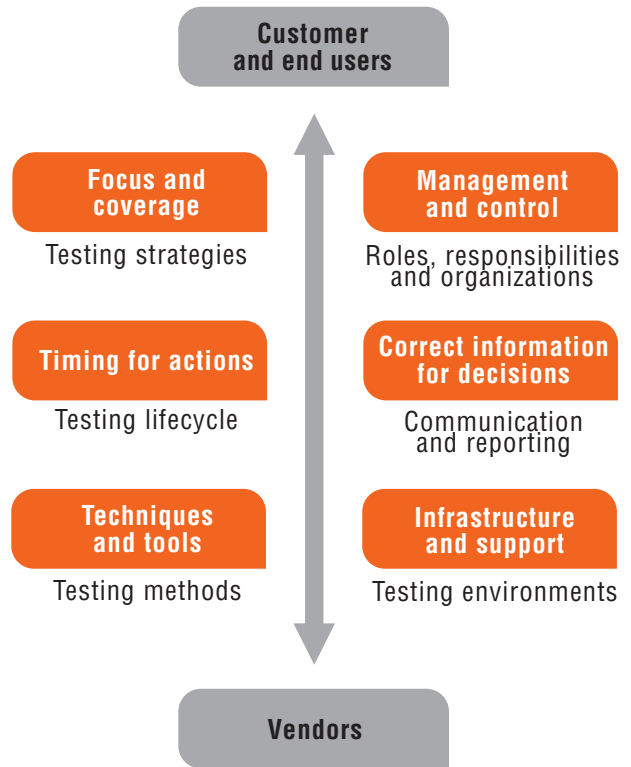 Customer
and end users
Focus and
coverage
Testing strategies
Management
and control
Roles, responsibilities
and organizations
Timing for actions
Testing lifecycle
Correct information
for decisions
Communication
and reporting
Techniques
and tools
Testing methods
Infrastructure
and support
Testing environments
Vendors